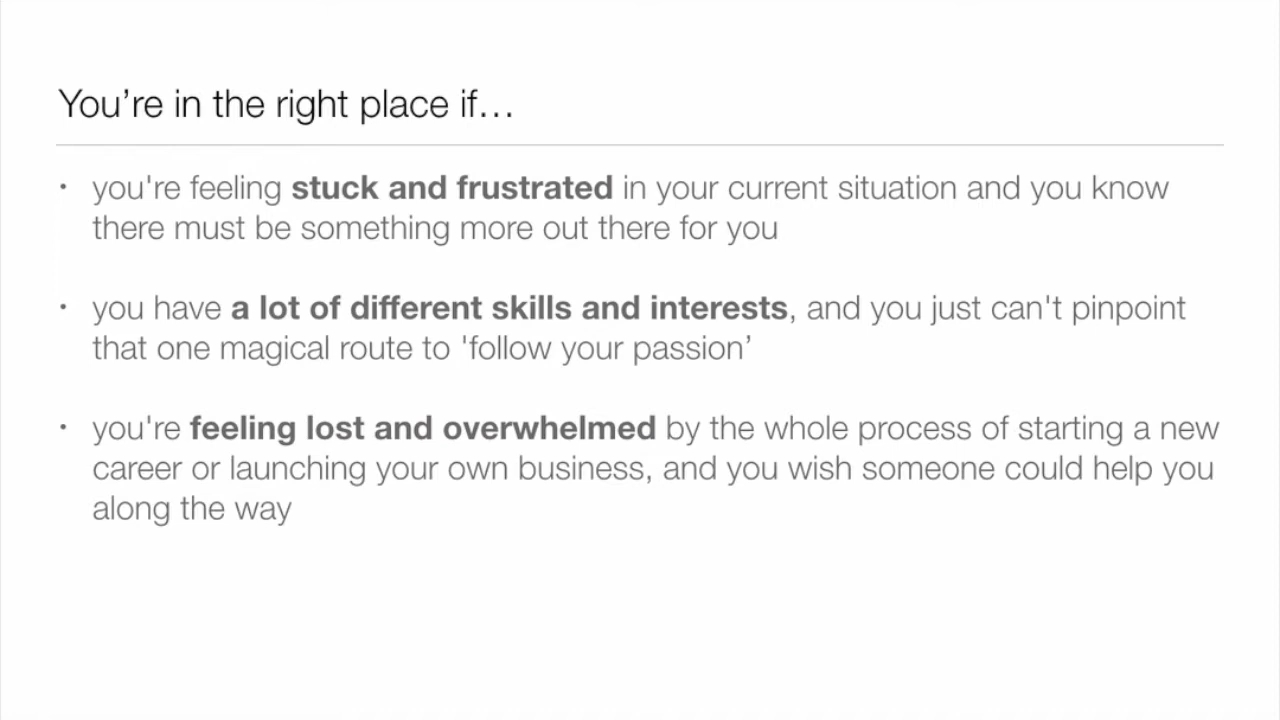 You’re in the right place if…
• you're feeling stuck and frustrated in your current situation and you know
there must be something more out there for you
• you have a lot of different skills and interests, and you just can't pinpoint
that one magical route to 'follow your passion’
• you're feeling lost and overwhelmed by the whole process of starting a new
career or launching your own business, and you wish someone could help you
along the way